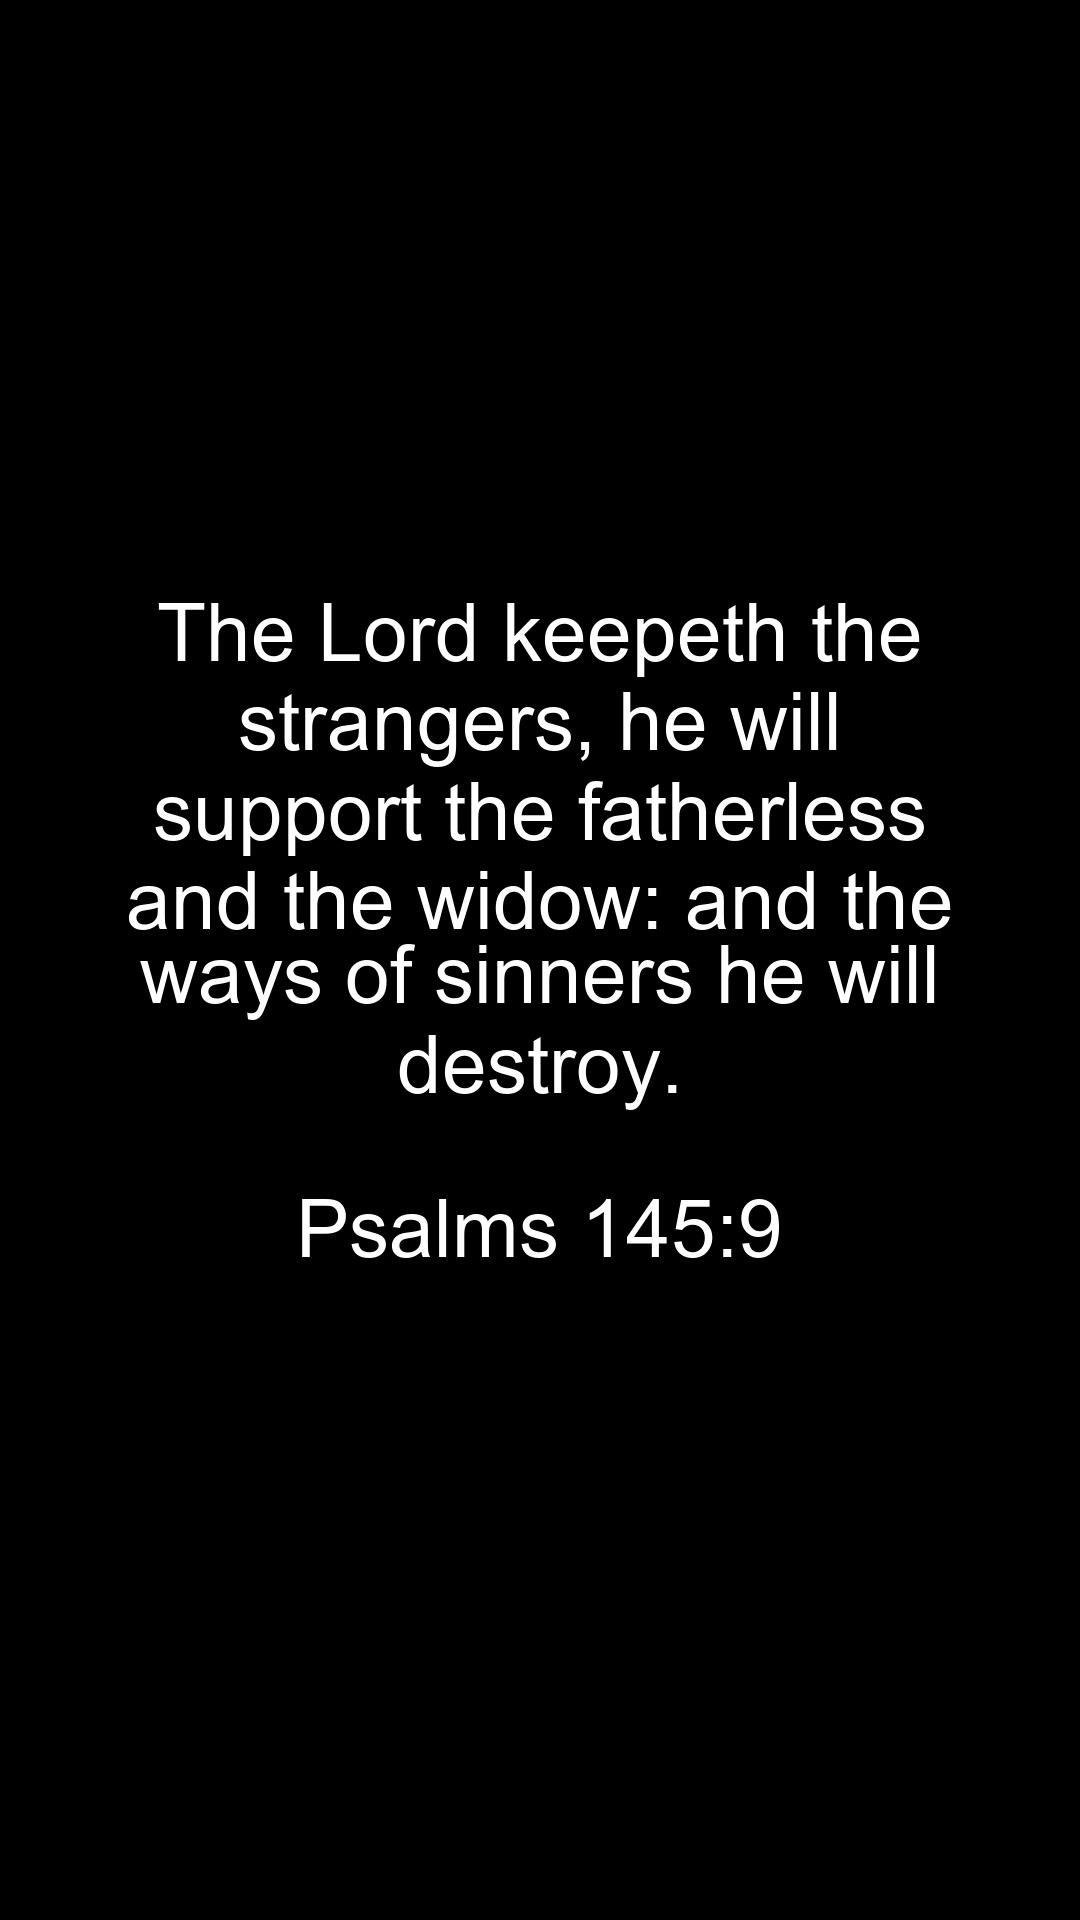 The Lord keepeth the
strangers, he will
support the fatherless
and the widow: and the
ways of sinners he will
destroy.
Psalms 145:9